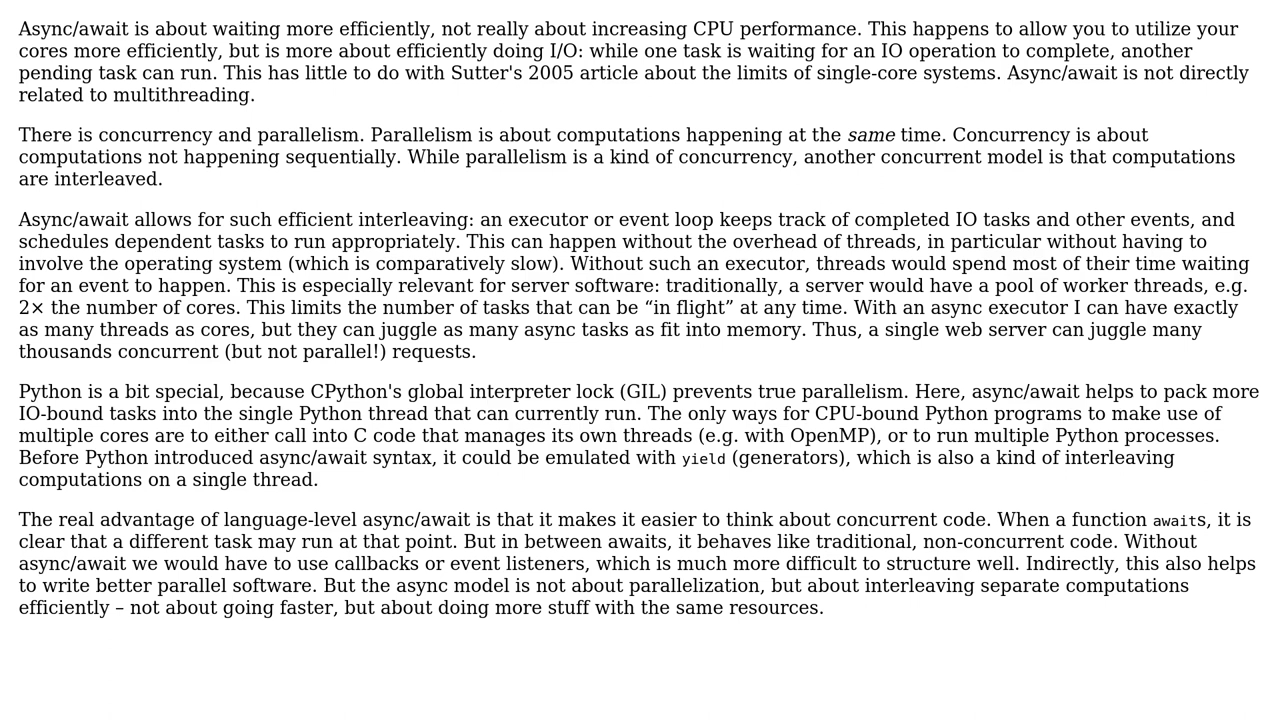 Async/await is about waiting more efficiently, not really about increasing CPU performance. This happens to allow you to utilize your
cores more efficiently, but is more about efficiently doing I/O: while one task is waiting for an IO operation to complete, another
pending task can run. This has little to do with Sutter's 2005 article about the limits of single-core systems. Async/await is not directly
related to multithreading.
There is concurrency and parallelism. Parallelism is about computations happening at the same time. Concurrency is about
computations not happening sequentially. While parallelism is a kind of concurrency, another concurrent model is that computations
are interleaved.
Async/await allows for such efficient interleaving: an executor or event loop keeps track of completed IO tasks and other events, and
schedules dependent tasks to run appropriately. This can happen without the overhead of threads, in particular without having to
involve the operating system (which is comparatively slow). Without such an executor, threads would spend most of their time waiting
for an event to happen. This is especially relevant for server software: traditionally, a server would have a pool of worker threads, e.g.
2× the number of cores. This limits the number of tasks that can be “in flight” at any time. With an async executor I can have exactly
as many threads as cores, but they can juggle as many async tasks as fit into memory. Thus, a single web server can juggle many
thousands concurrent (but not parallel!) requests.
Python is a bit special, because CPython's global interpreter lock (GIL) prevents true parallelism. Here, async/await helps to pack more
IO-bound tasks into the single Python thread that can currently run. The only ways for CPU-bound Python programs to make use of
multiple cores are to either call into C code that manages its own threads (e.g. with OpenMP), or to run multiple Python processes.
Before Python introduced async/await syntax, it could be emulated with yield (generators), which is also a kind of interleaving
computations on a single thread.
The real advantage of language-level async/await is that it makes it easier to think about concurrent code. When a function awaits, it is
clear that a different task may run at that point. But in between awaits, it behaves like traditional, non-concurrent code. Without
async/await we would have to use callbacks or event listeners, which is much more difficult to structure well. Indirectly, this also helps
to write better parallel software. But the async model is not about parallelization, but about interleaving separate computations
efficiently – not about going faster, but about doing more stuff with the same resources.